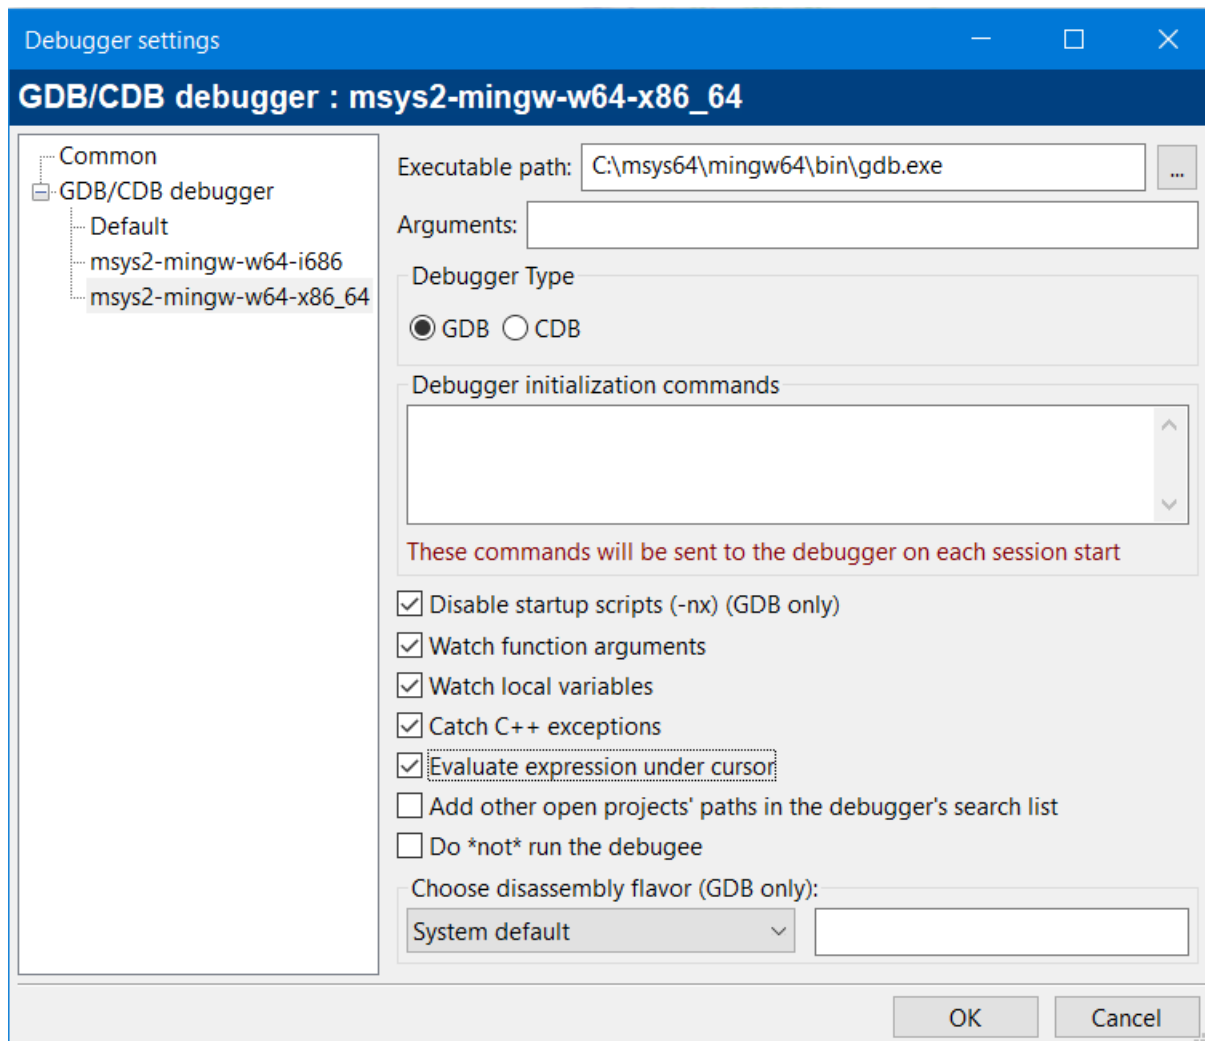 Debugger settings
GDB/CDB debugger : msys2-mingw-w64-x86_64
Common
GDB/CDB debugger
Default
msys2-mingw-w64-i686
msys2-mingw-w64-x86_64
Executable path: C:\msys64\mingw64\bin\gdb.exe ...
Arguments:
Debugger Type
GDB CDB
Debugger initialization commands
These commands will be sent to the debugger on each session start
Disable startup scripts (-nx) (GDB only)
Watch function arguments
Watch local variables
Catch C++ exceptions
Evaluate expression under cursor
Add other open projects' paths in the debugger's search list
Do *not* run the debugee
Choose disassembly flavor (GDB only):
System default
OK Cancel